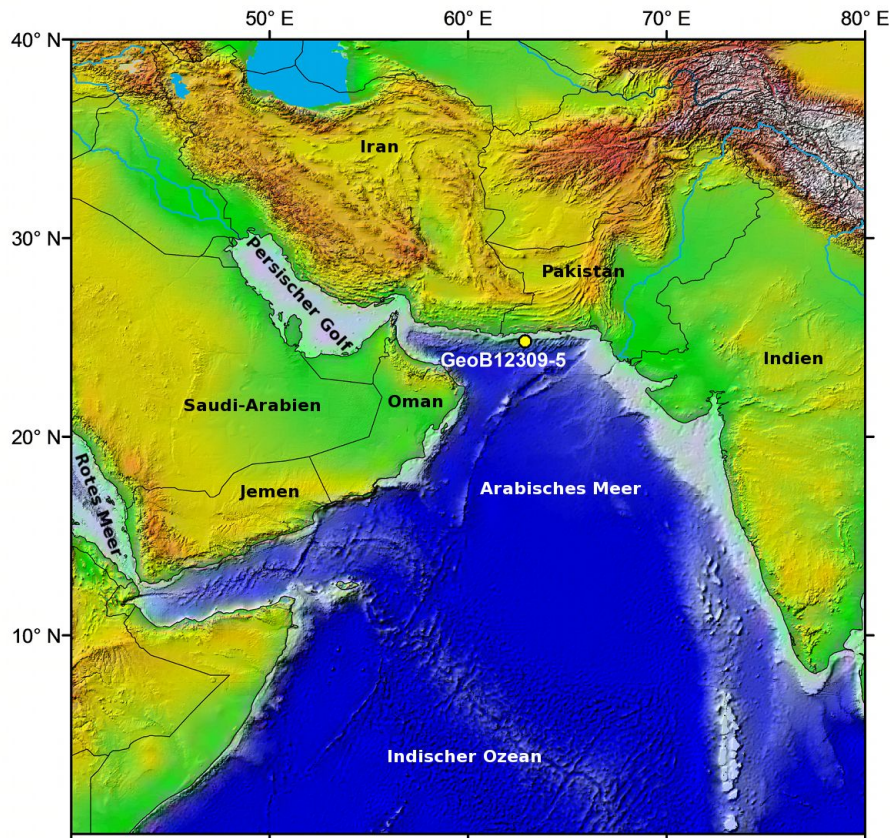 50° E
60° E
70° E
80° E
40° N
Iran
30° N
Persischer Golf
Pakistan
GeoB12309-5
Indien
Saudi-Arabien
Oman
20° N
Rotes Meer
Arabisches Meer
Jemen
10° N
Indischer Ozean